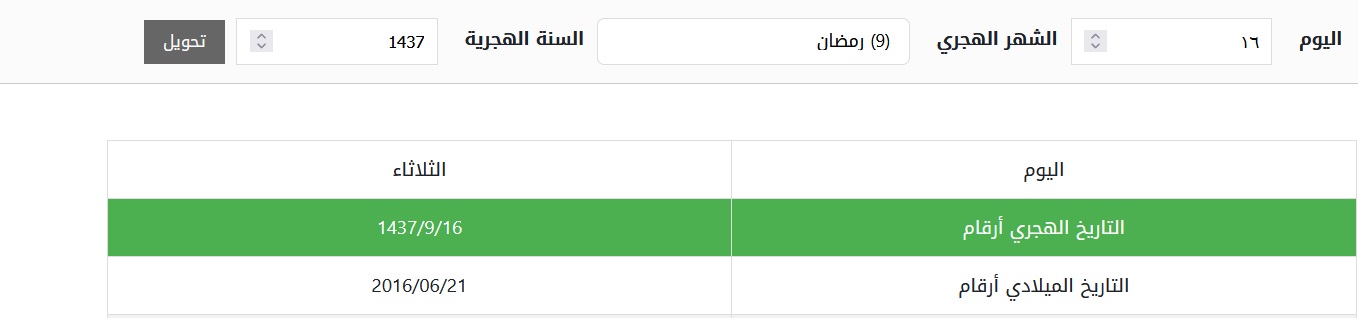 اليوم ١٦ الشهر الهجري (9) رمضان السنة الهجرية 1437 تحويل
اليوم الثلاثاء
التاريخ الهجري أرقام 1437/9/16
التاريخ الميلادي أرقام 2016/06/21